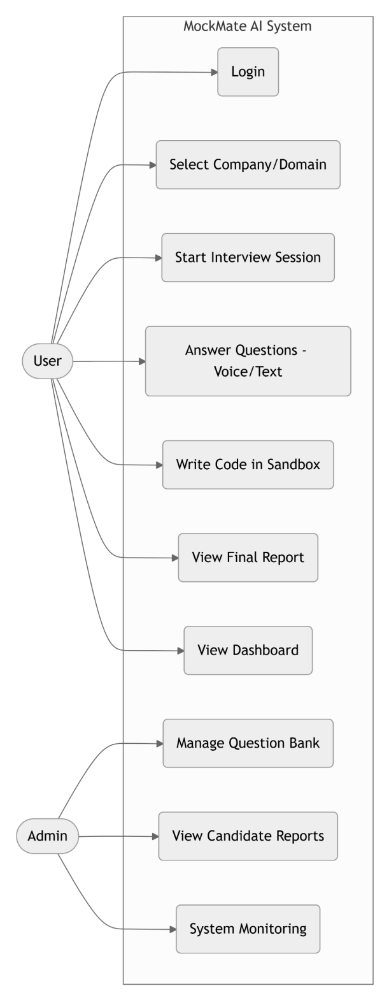 MockMate AI System
Login
Select Company/Domain
Start Interview Session
Answer Questions -
Voice/Text
User
Write Code in Sandbox
View Final Report
View Dashboard
Manage Question Bank
Admin
View Candidate Reports
System Monitoring